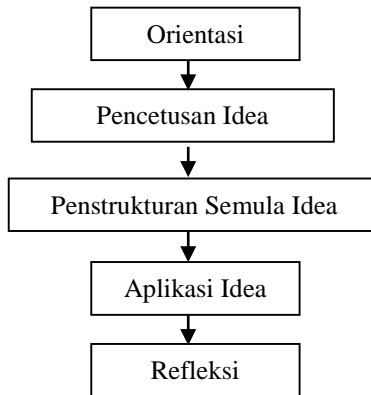 Orientasi
Pencetusan Idea
Penstrukturan Semula Idea
Aplikasi Idea
Refleksi